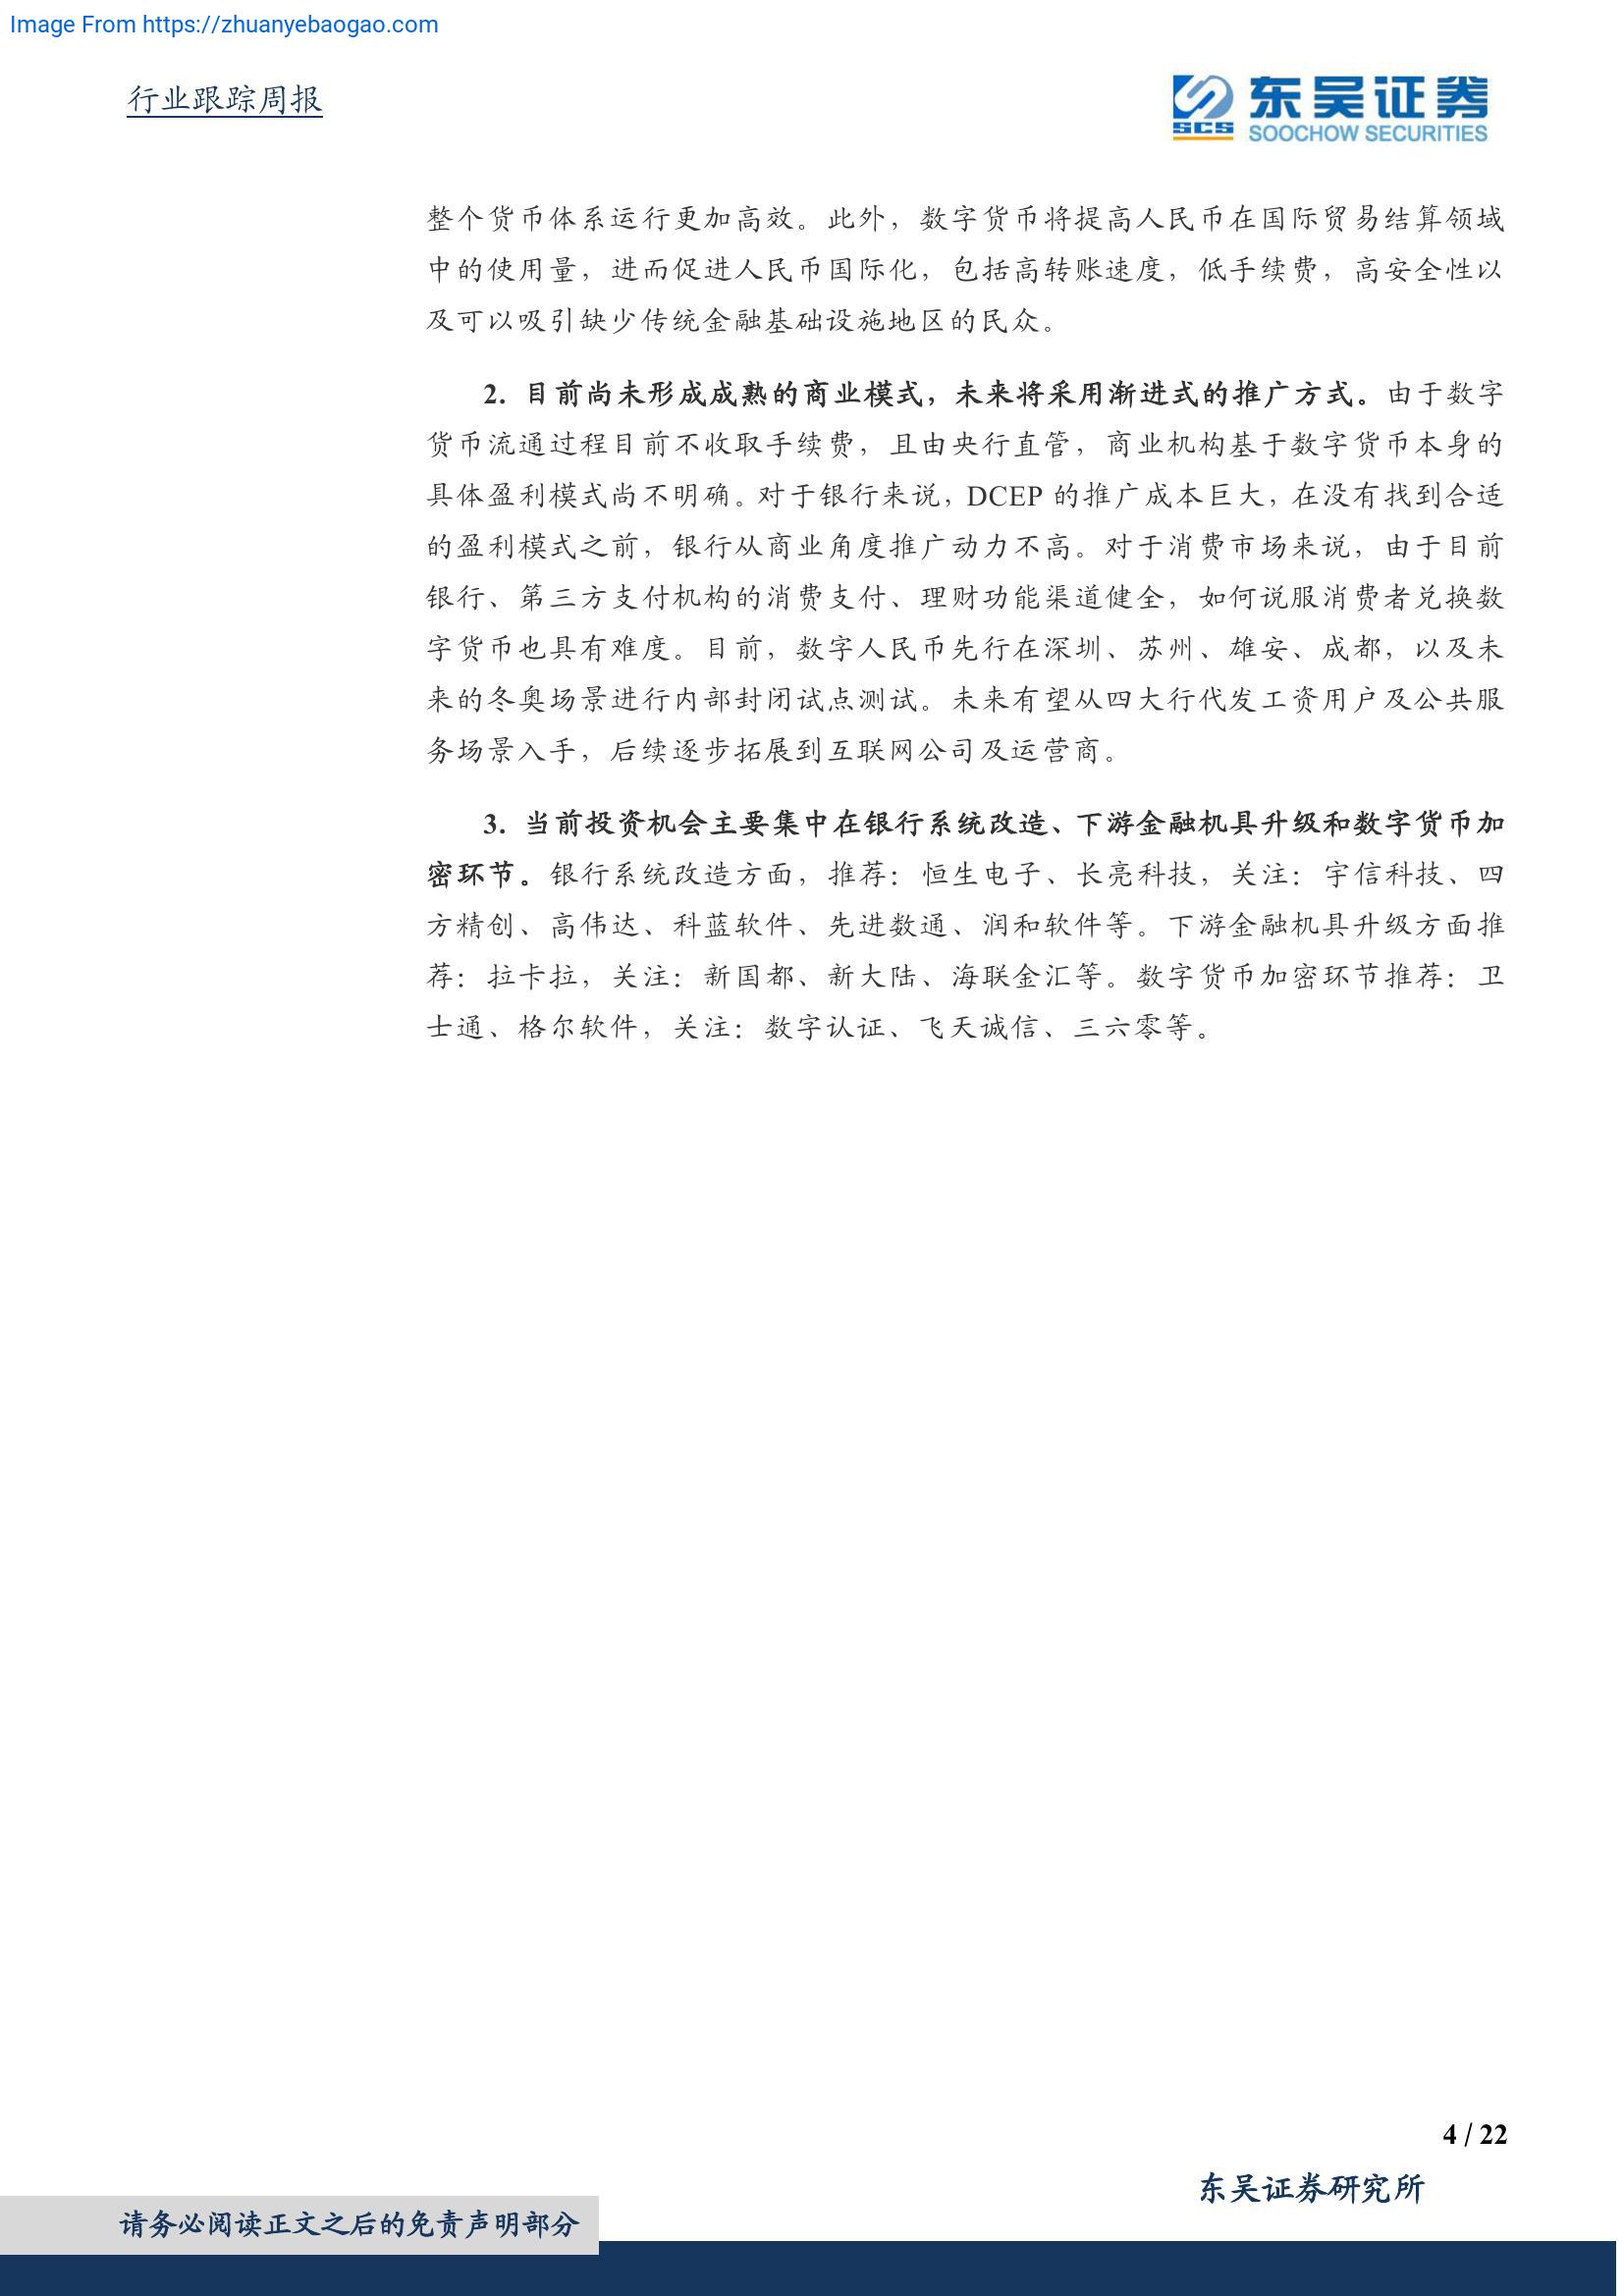 Image From https://zhuanyebaogao.com
行业跟踪周报
SCS
东吴证券
SOOCHOW SECURITIES
整个货币体系运行更加高效。此外，数字货币将提高人民币在国际贸易结算领域
中的使用量，进而促进人民币国际化，包括高转账速度，低手续费，高安全性以
及可以吸引缺少传统金融基础设施地区的民众。
2. 目前尚未形成成熟的商业模式，未来将采用渐进式的推广方式。由于数字
货币流通过程目前不收取手续费，且由央行直管，商业机构基于数字货币本身的
具体盈利模式尚不明确。对于银行来说，DCEP 的推广成本巨大，在没有找到合适
的盈利模式之前，银行从商业角度推广动力不高。对于消费市场来说，由于目前
银行、第三方支付机构的消费支付、理财功能渠道健全，如何说服消费者兑换数
字货币也具有难度。目前，数字人民币先行在深圳、苏州、雄安、成都，以及未
来的冬奥场景进行内部封闭试点测试。未来有望从四大行代发工资用户及公共服
务场景入手，后续逐步拓展到互联网公司及运营商。
3. 当前投资机会主要集中在银行系统改造、下游金融机具升级和数字货币加
密环节。银行系统改造方面，推荐：恒生电子、长亮科技，关注：宇信科技、四
方精创、高伟达、科蓝软件、先进数通、润和软件等。下游金融机具升级方面推
荐：拉卡拉，关注：新国都、新大陆、海联金汇等。数字货币加密环节推荐：卫
士通、格尔软件，关注：数字认证、飞天诚信、三六零等。
4 / 22
东吴证券研究所
请务必阅读正文之后的免责声明部分